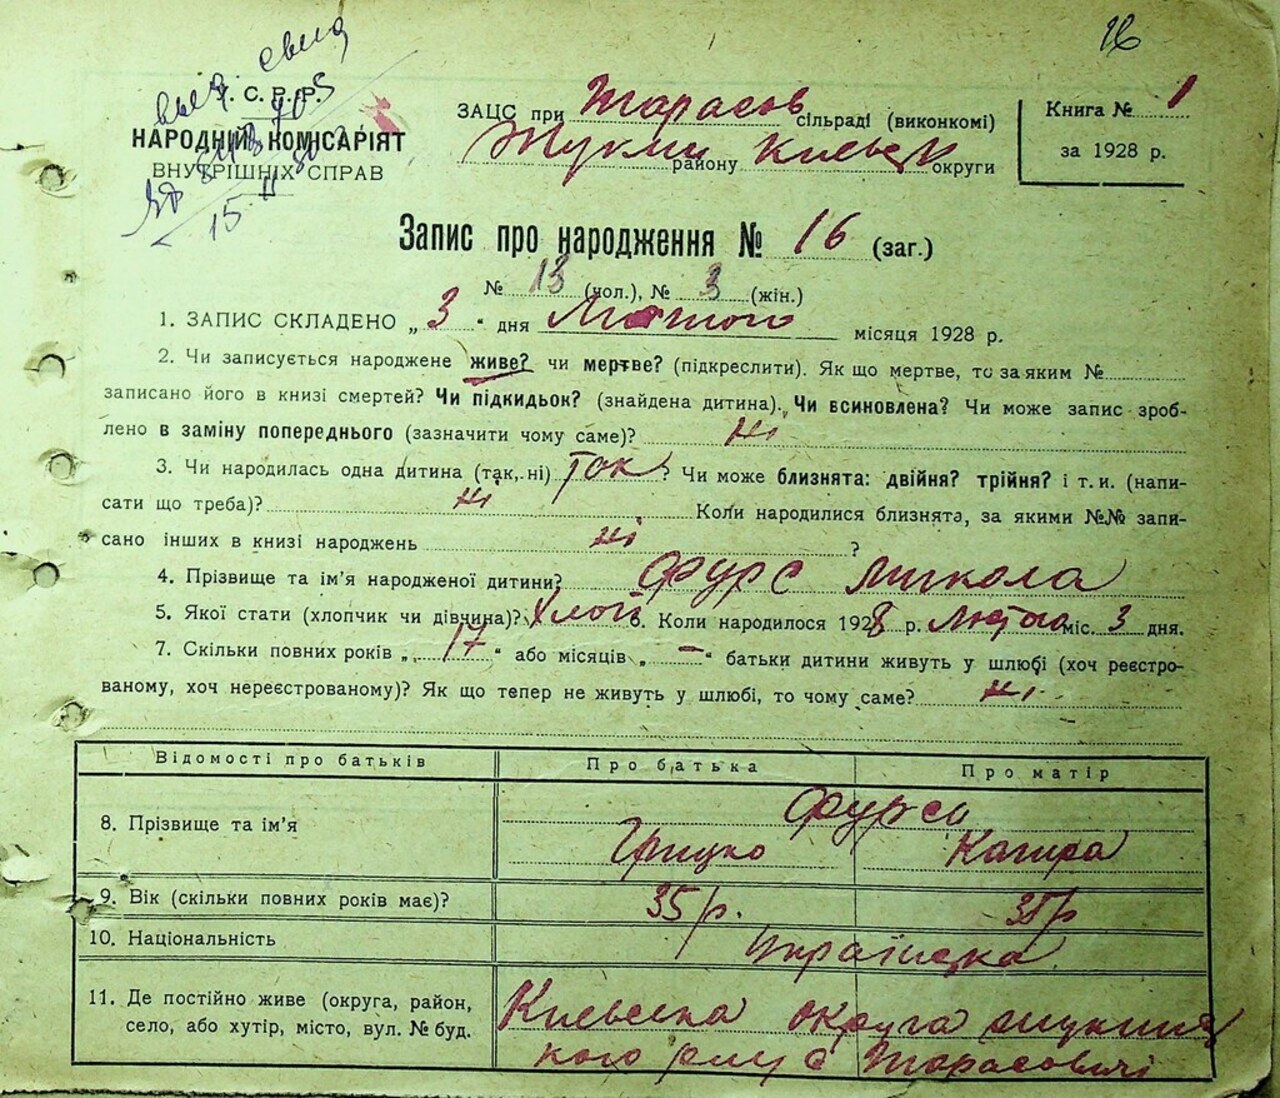 16
У. С. Р. Р.
НАРОДНІЙ КОМІСАРІЯТ
ВНУТРІШНІХ СПРАВ
15
ЗАЦС при Тарасов сільраді (виконкомі)
району Київськ округи
Книга № 1
за 1928 р.
Запис про народження № 16 (заг.)
№ 13 (чол.), № 3 (жін.)
1. ЗАПИС СКЛАДЕНО „ 3 “ дня Лютого місяця 1928 р.
2. Чи записується народжене живе? чи мертве? (підкреслити). Як що мертве, то за яким №
записано його в книзі смертей? Чи підкидьок? (знайдена дитина). Чи всиновлена? Чи може запис зроб-
лено в заміну попереднього (зазначити чому саме)? Ні
3. Чи народилась одна дитина (так, ні) Так ? Чи може близнята: двійня? трійня? і т. и. (напи-
сати що треба)? Ні Коли народилися близнята, за якими №№ запи-
сано інших в книзі народжень Ні ?
4. Прізвище та ім’я народженої дитини? Фурс Микола
5. Якої стати (хлопчик чи дівчина)? Хлоп 6. Коли народилося 1928 р. Лютого міс. 3 дня.
7. Скільки повних років „ 17 “ або місяців „ — “ батьки дитини живуть у шлюбі (хоч реєстро-
ваному, хоч нереєстрованому)? Як що тепер не живуть у шлюбі, то чому саме? Ні
Відомості про батьків Про батька Про матір
8. Прізвище та ім’я Фурси
Грицко
9. Вік (скільки повних років має)? 35 р. 35 р
10. Національність Українська
11. Де постійно живе (округа, район,
село, або хутір, місто, вул. № буд.
Київська округа
кого р-ну с Тарасовичі